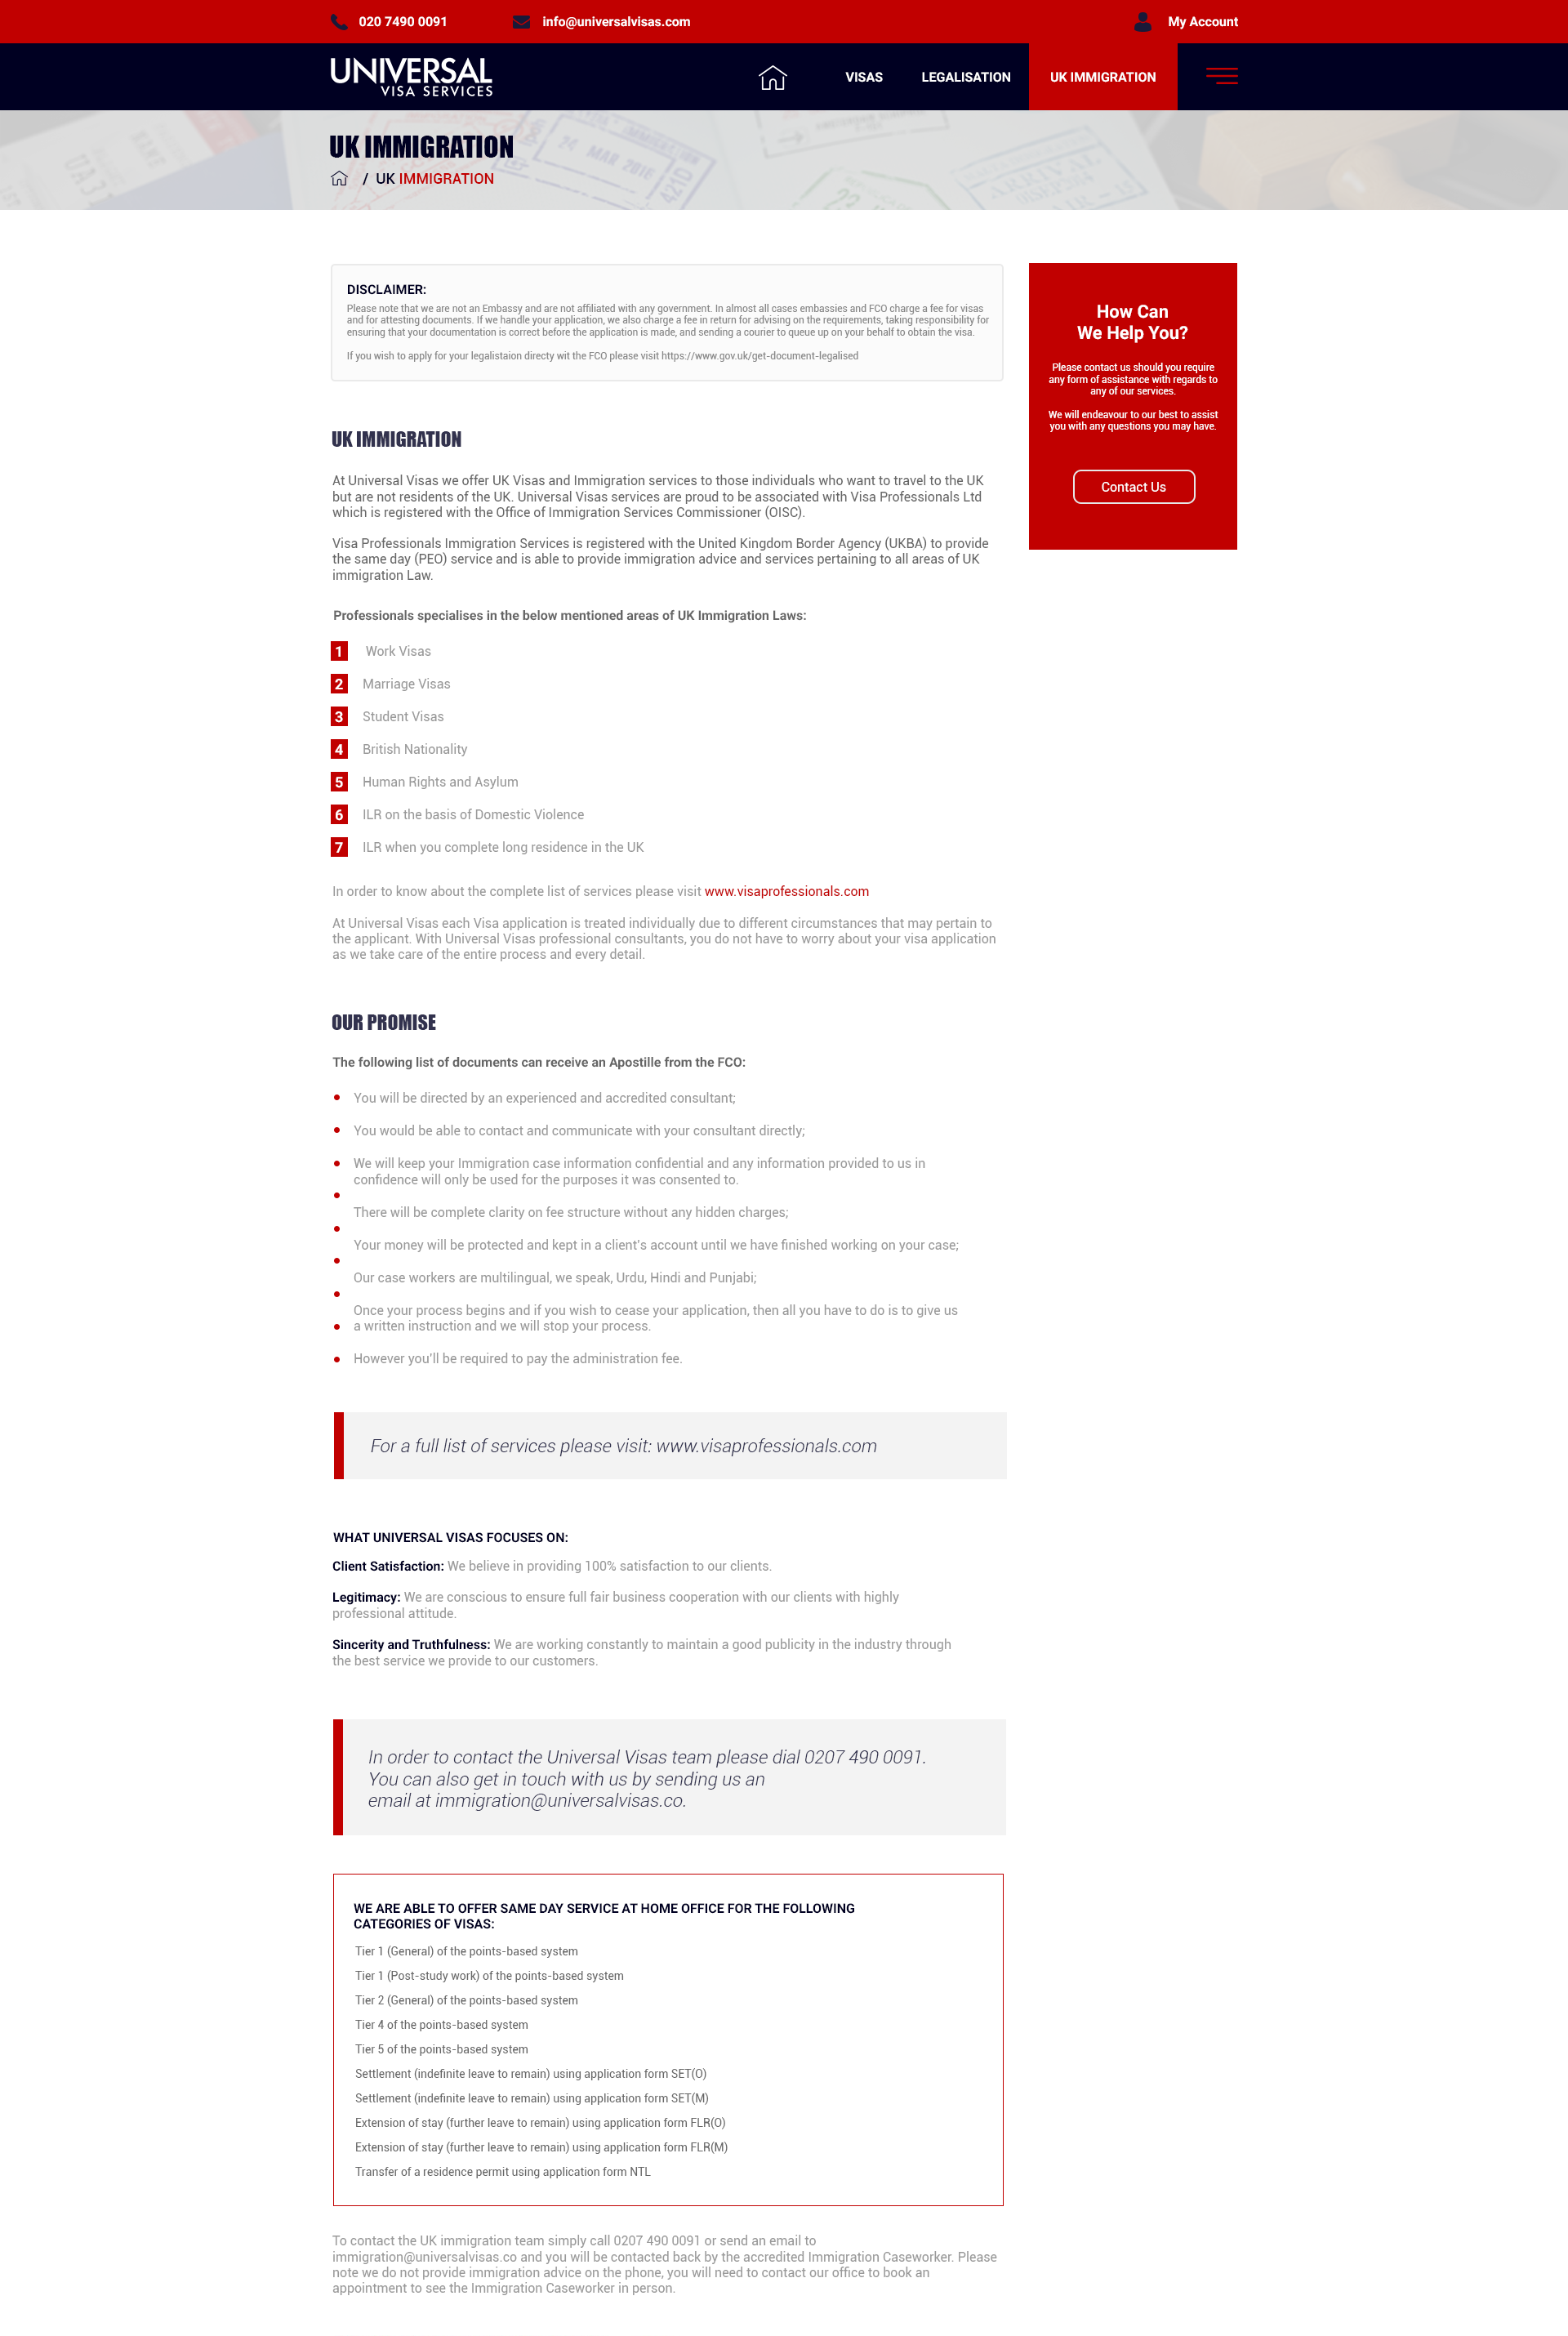 020 7490 0091
info@universalvisas.com
My Account
UNIVERSAL
VISA SERVICES
VISAS
LEGALISATION
UK IMMIGRATION
UK IMMIGRATION
/ UK IMMIGRATION
24 MAR 2016
DISCLAIMER:
Please note that we are not an Embassy and are not affiliated with any government. In almost all cases embassies and FCO charge a fee for visas
and for attesting documents. If we handle your application, we also charge a fee in return for advising on the requirements, taking responsibility for
ensuring that your documentation is correct before the application is made, and sending a courier to queue up on your behalf to obtain the visa.
If you wish to apply for your legalistaion directy wit the FCO please visit https://www.gov.uk/get-document-legalised
How Can
We Help You?
Please contact us should you require
any form of assistance with regards to
any of our services.
We will endeavour to our best to assist
you with any questions you may have.
Contact Us
UK IMMIGRATION
At Universal Visas we offer UK Visas and Immigration services to those individuals who want to travel to the UK
but are not residents of the UK. Universal Visas services are proud to be associated with Visa Professionals Ltd
which is registered with the Office of Immigration Services Commissioner (OISC).
Visa Professionals Immigration Services is registered with the United Kingdom Border Agency (UKBA) to provide
the same day (PEO) service and is able to provide immigration advice and services pertaining to all areas of UK
immigration Law.
Professionals specialises in the below mentioned areas of UK Immigration Laws:
1 Work Visas
2 Marriage Visas
3 Student Visas
4 British Nationality
5 Human Rights and Asylum
6 ILR on the basis of Domestic Violence
7 ILR when you complete long residence in the UK
In order to know about the complete list of services please visit www.visaprofessionals.com
At Universal Visas each Visa application is treated individually due to different circumstances that may pertain to
the applicant. With Universal Visas professional consultants, you do not have to worry about your visa application
as we take care of the entire process and every detail.
OUR PROMISE
The following list of documents can receive an Apostille from the FCO:
You will be directed by an experienced and accredited consultant;
You would be able to contact and communicate with your consultant directly;
We will keep your Immigration case information confidential and any information provided to us in
confidence will only be used for the purposes it was consented to.
There will be complete clarity on fee structure without any hidden charges;
Your money will be protected and kept in a client's account until we have finished working on your case;
Our case workers are multilingual, we speak, Urdu, Hindi and Punjabi;
Once your process begins and if you wish to cease your application, then all you have to do is to give us
a written instruction and we will stop your process.
However you'll be required to pay the administration fee.
For a full list of services please visit: www.visaprofessionals.com
WHAT UNIVERSAL VISAS FOCUSES ON:
Client Satisfaction: We believe in providing 100% satisfaction to our clients.
Legitimacy: We are conscious to ensure full fair business cooperation with our clients with highly
professional attitude.
Sincerity and Truthfulness: We are working constantly to maintain a good publicity in the industry through
the best service we provide to our customers.
In order to contact the Universal Visas team please dial 0207 490 0091.
You can also get in touch with us by sending us an
email at immigration@universalvisas.co.
WE ARE ABLE TO OFFER SAME DAY SERVICE AT HOME OFFICE FOR THE FOLLOWING
CATEGORIES OF VISAS:
Tier 1 (General) of the points-based system
Tier 1 (Post-study work) of the points-based system
Tier 2 (General) of the points-based system
Tier 4 of the points-based system
Tier 5 of the points-based system
Settlement (indefinite leave to remain) using application form SET(O)
Settlement (indefinite leave to remain) using application form SET(M)
Extension of stay (further leave to remain) using application form FLR(O)
Extension of stay (further leave to remain) using application form FLR(M)
Transfer of a residence permit using application form NTL
To contact the UK immigration team simply call 0207 490 0091 or send an email to
immigration@universalvisas.co and you will be contacted back by the accredited Immigration Caseworker. Please
note we do not provide immigration advice on the phone, you will need to contact our office to book an
appointment to see the Immigration Caseworker in person.